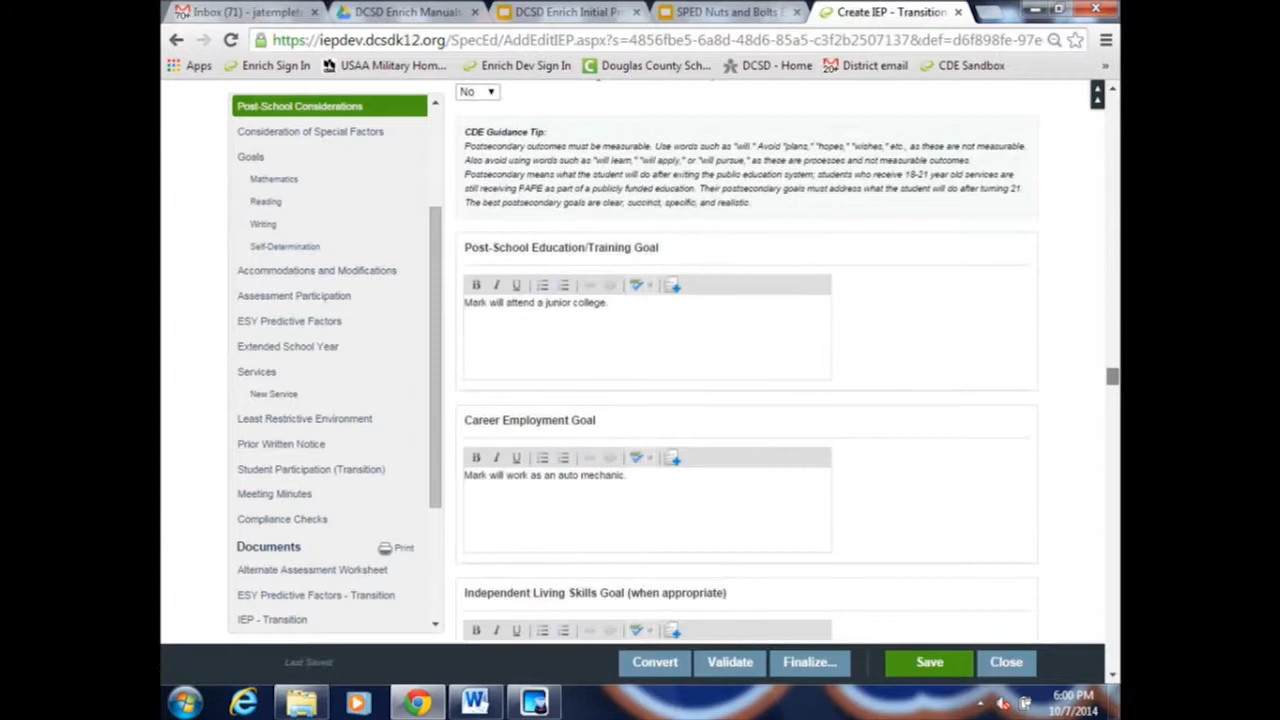 Inbox (71) - jatemplet
DCSD Enrich Manuals
DCSD Enrich Initial Pr
SPED Nuts and Bolts
Create IEP - Transition
https://iepdev.dcsdk12.org/SpecEd/AddEditIEP.aspx?s=4856fbe5-6a8d-48d6-85a5-c3f2b2507137&def=d6f898fe-97e
Apps
Enrich Sign In
USAA Military Hom...
Enrich Dev Sign In
Douglas County Sch...
DCSD - Home
District email
CDE Sandbox
»
Post-School Considerations
Consideration of Special Factors
Goals
Mathematics
Reading
Writing
Self-Determination
Accommodations and Modifications
Assessment Participation
ESY Predictive Factors
Extended School Year
Services
New Service
Least Restrictive Environment
Prior Written Notice
Student Participation (Transition)
Meeting Minutes
Compliance Checks
Documents
Print
Alternate Assessment Worksheet
ESY Predictive Factors - Transition
IEP - Transition
No
CDE Guidance Tip:
Postsecondary outcomes must be measurable. Use words such as "will." Avoid "plans," "hopes," "wishes," etc., as these are not measurable.
Also avoid using words such as "will learn," "will apply," or "will pursue," as these are processes and not measurable outcomes.
Postsecondary means what the student will do after exiting the public education system; students who receive 18-21 year old services are
still receiving FAPE as part of a publicly funded education. Their postsecondary goals must address what the student will do after turning 21.
The best postsecondary goals are clear, succinct, specific, and realistic.
Post-School Education/Training Goal
B I U
Mark will attend a junior college.
Career Employment Goal
B I U
Mark will work as an auto mechanic.
Independent Living Skills Goal (when appropriate)
B I U
Last Saved
Convert
Validate
Finalize...
Save
Close
6:00 PM
10/7/2014